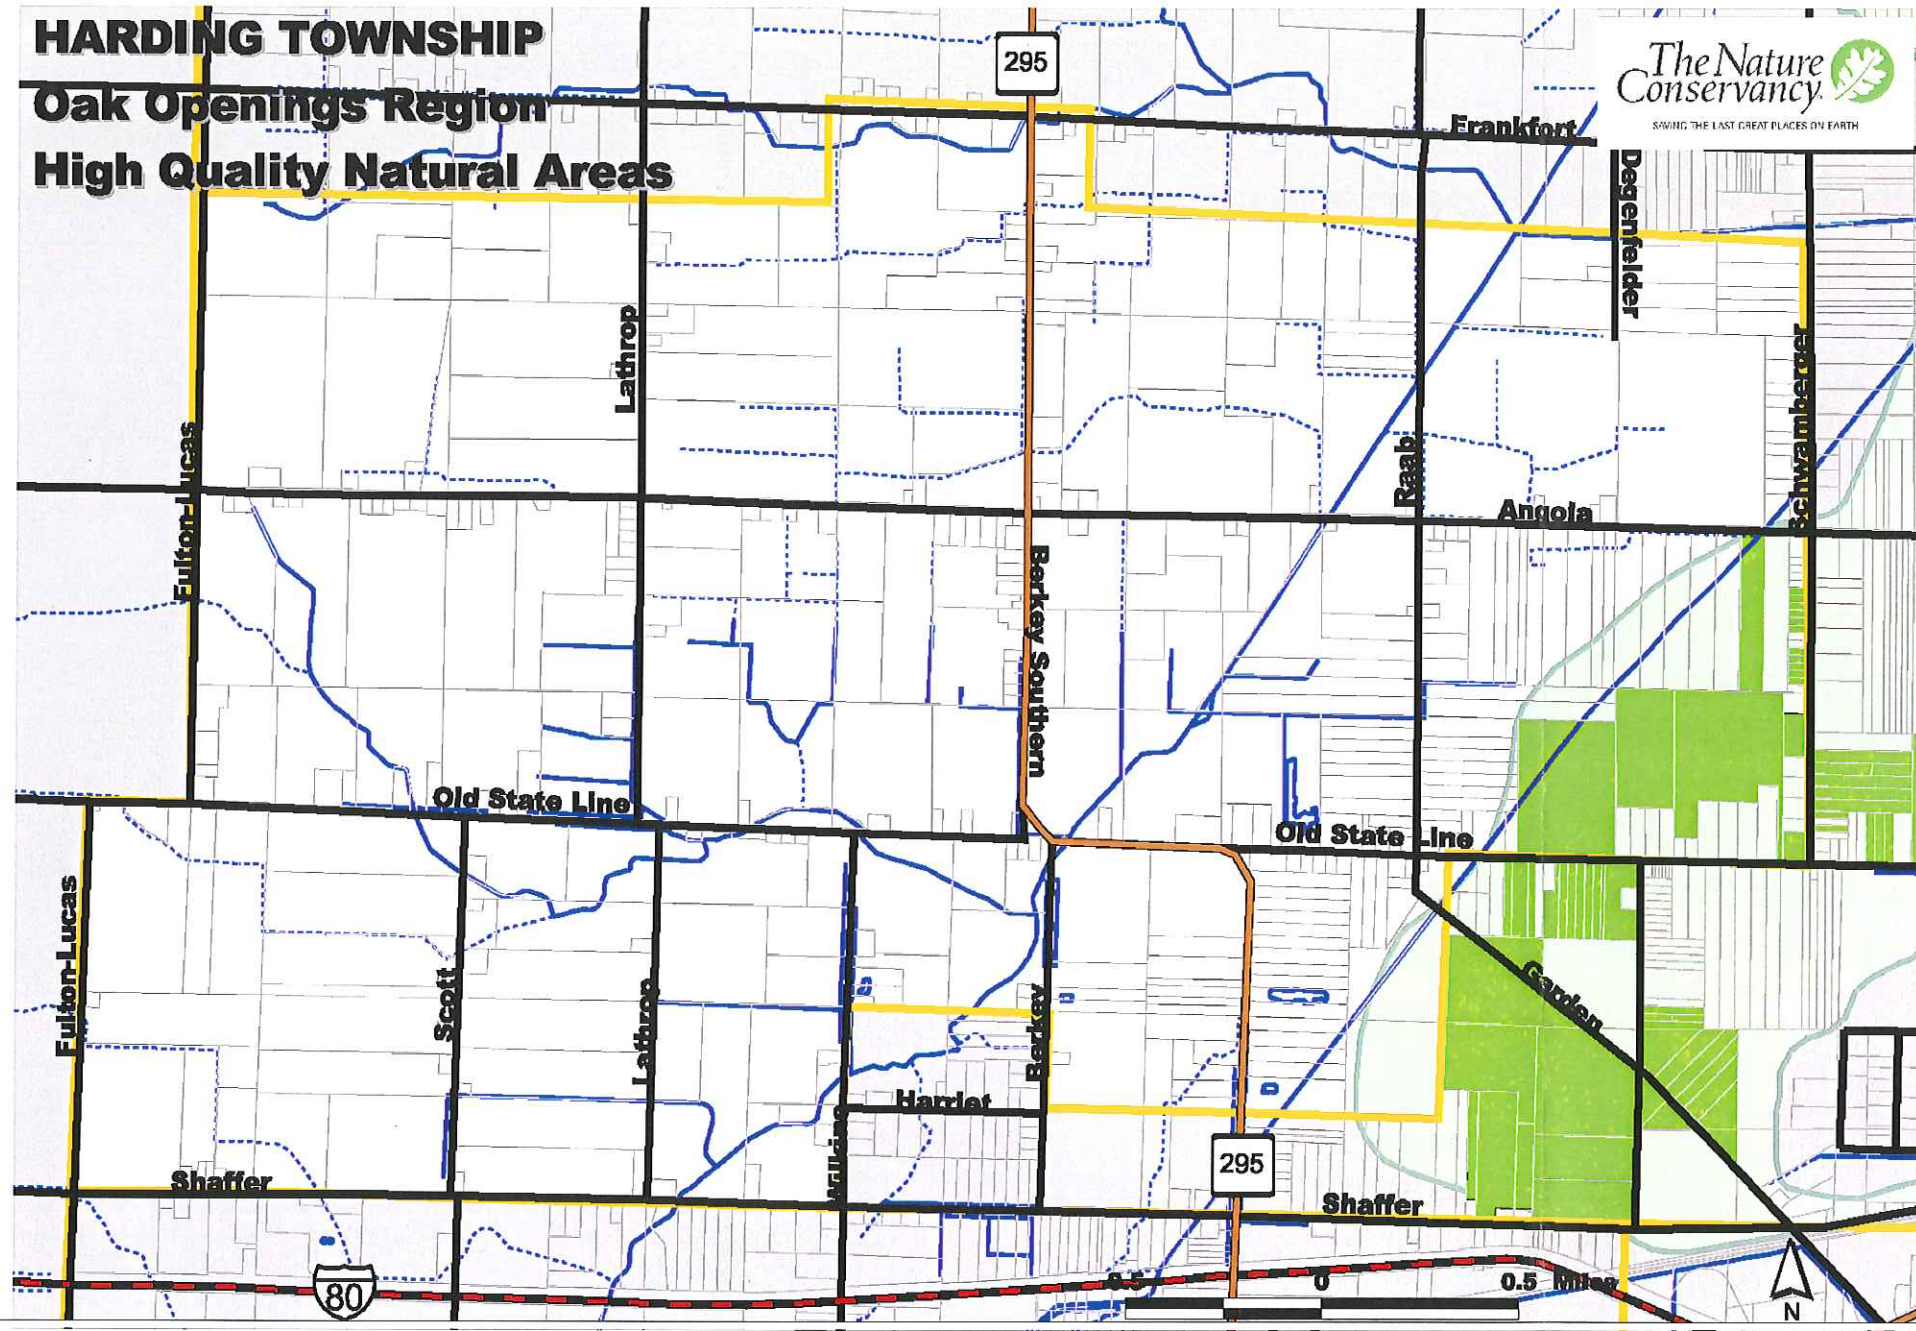 HARDING TOWNSHIP
Oak Openings Region
High Quality Natural Areas
295
The Nature
Conservancy
SAVING THE LAST GREAT PLACES ON EARTH
Frankfort
Degenfelder
Lathrop
Fulton-Lucas
Raab
Schwamberger
Angola
Berkey Southern
Old State Line
Old State Line
Fulton-Lucas
Scott
Lathrop
Berkey
Garden
Harriet
Wilkins
295
Shaffer
Shaffer
80
0.5 0 0.5 Miles
N